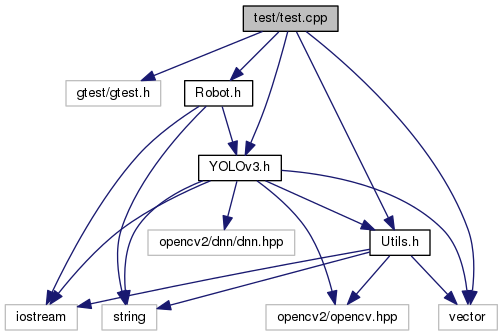 test/test.cpp
gtest/gtest.h
Robot.h
YOLOv3.h
opencv2/dnn/dnn.hpp
Utils.h
iostream
string
opencv2/opencv.hpp
vector